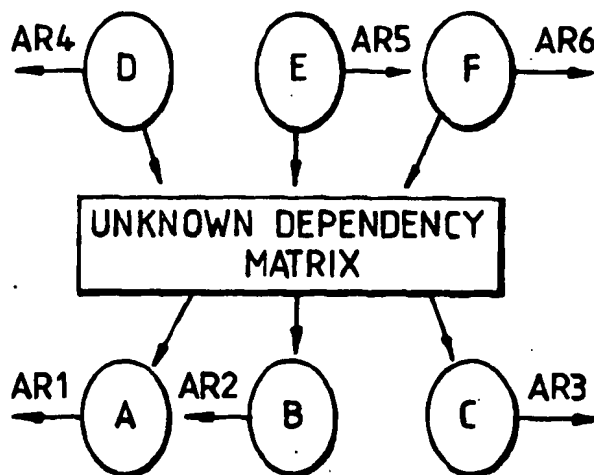 AR4 D E AR5 F AR6
UNKNOWN DEPENDENCY
MATRIX
AR1 A AR2 B C AR3